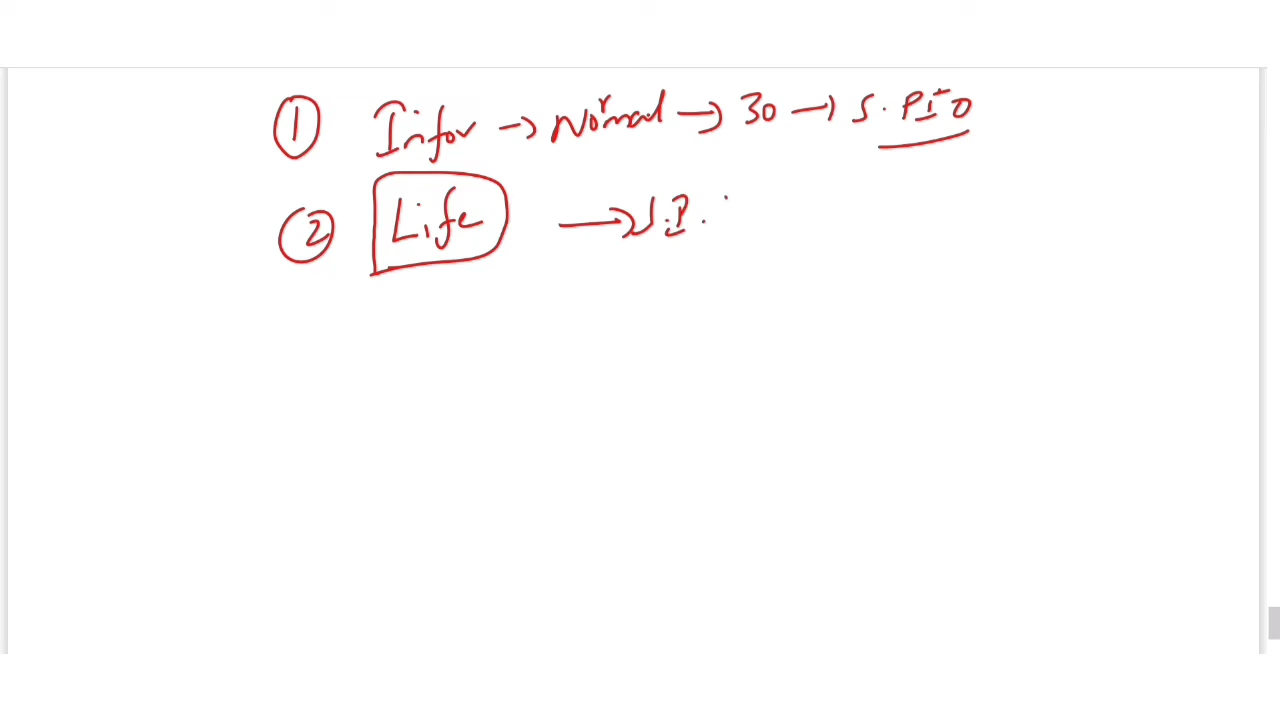 ① Infor → Normal → 30 → S.PIO
② Life → S.P.